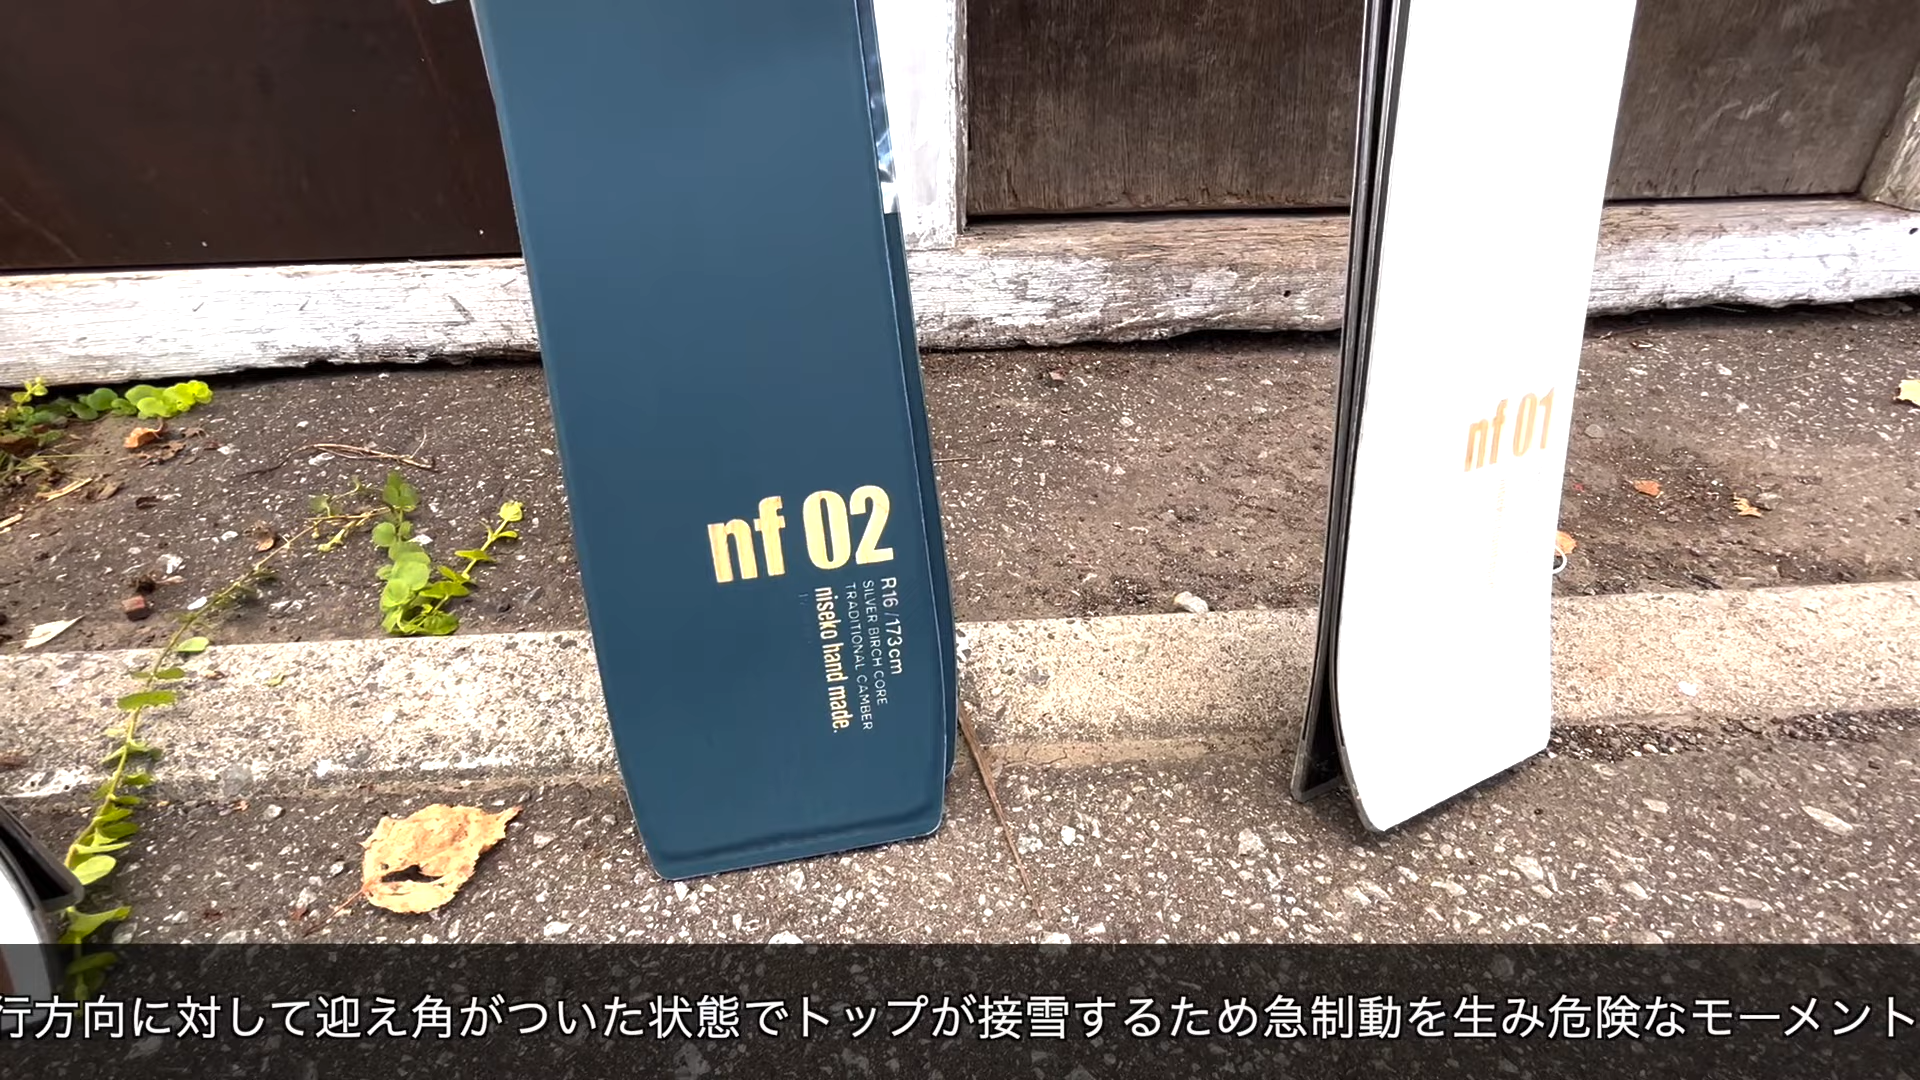 nf 02
R16 /173cm
SILVER BIRCH CORE
TRADITIONAL CAMBER
niseko hand made.
nf 01
行方向に対して迎え角がついた状態でトップが接雪するため急制動を生み危険なモーメント